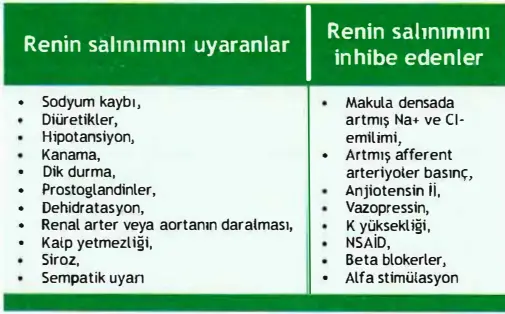 Renin salınımını uyaranlar
Renin salınımını
inhibe edenler
• Sodyum kaybı,
• Diüretikler,
• Hipotansiyon,
• Kanama,
• Dik durma,
• Prostoglandinler,
• Dehidratasyon,
• Renal arter veya aortanın daralması,
• Kalp yetmezliği,
• Siroz,
• Sempatik uyarı
• Makula densada
artmış Na+ ve Cl-
emilimi,
• Artmış afferent
arteriyoler basınç,
• Anjiotensin İİ,
• Vazopressin,
• K yüksekliği,
• NSAİD,
• Beta blokerler,
• Alfa stimülasyon